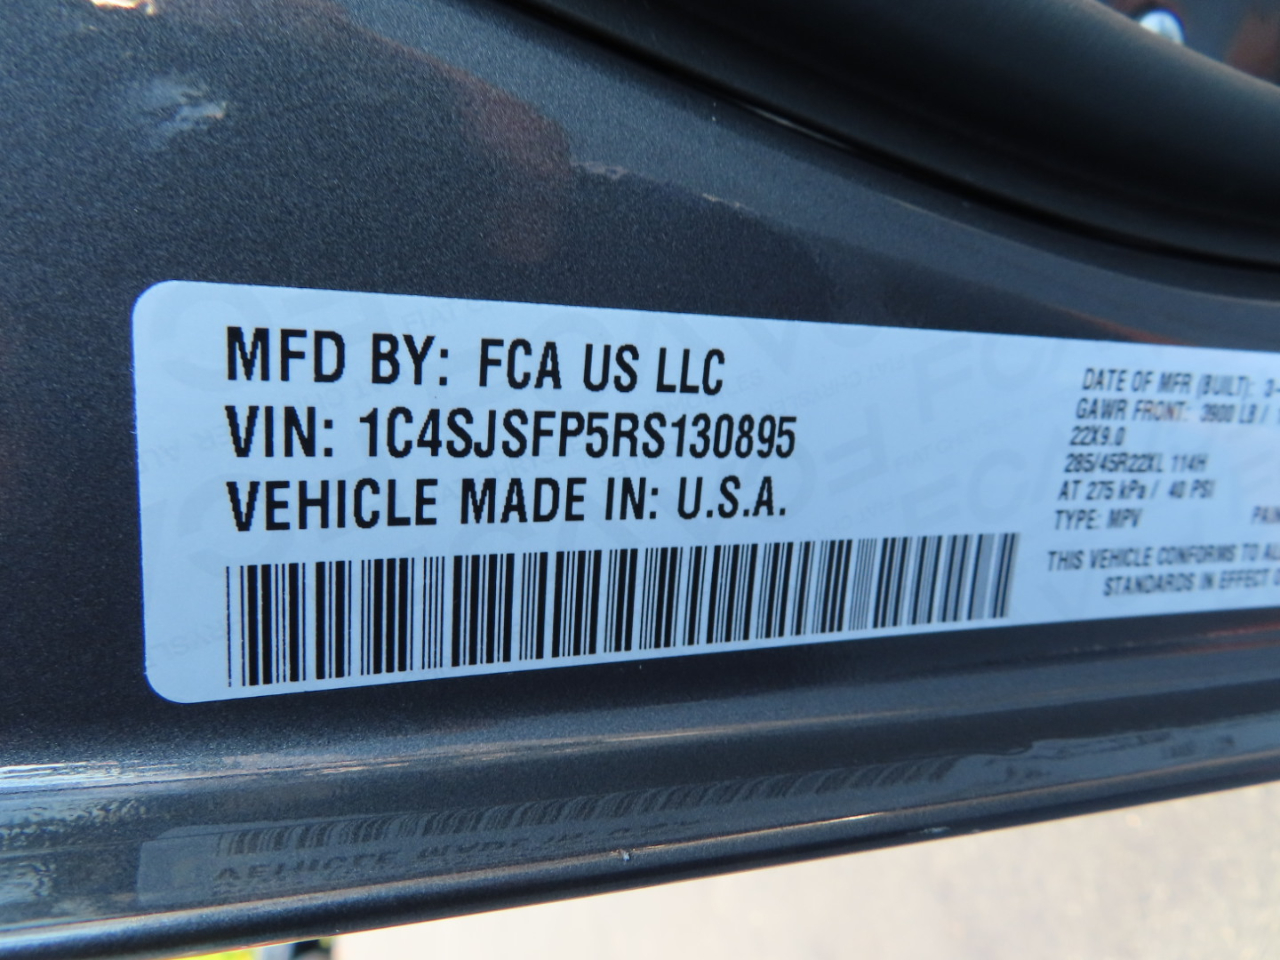 MFD BY: FCA US LLC
VIN: 1C4SJSFP5RS130895
VEHICLE MADE IN: U.S.A.
DATE OF MFR (BUILT): 3-
GAWR FRONT: 3900 LB /
22X9.0
285/45R22XL 114H
AT 275 kPa / 40 PSI
TYPE: MPV
THIS VEHICLE CONFORMS TO
STANDARDS IN EFFECT